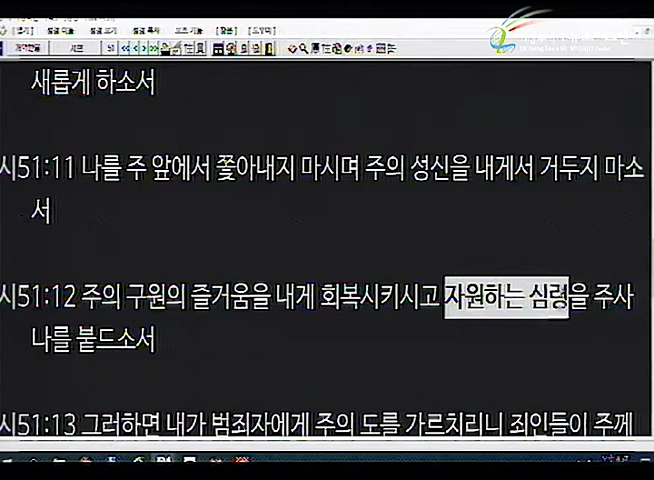 새롭게 하소서
시51:11 나를 주 앞에서 쫓아내지 마시며 주의 성신을 내게서 거두지 마소
서
시51:12 주의 구원의 즐거움을 내게 회복시키시고 자원하는 심령을 주사
나를 붙드소서
시51:13 그러하면 내가 범죄자에게 주의 도를 가르치리니 죄인들이 주께